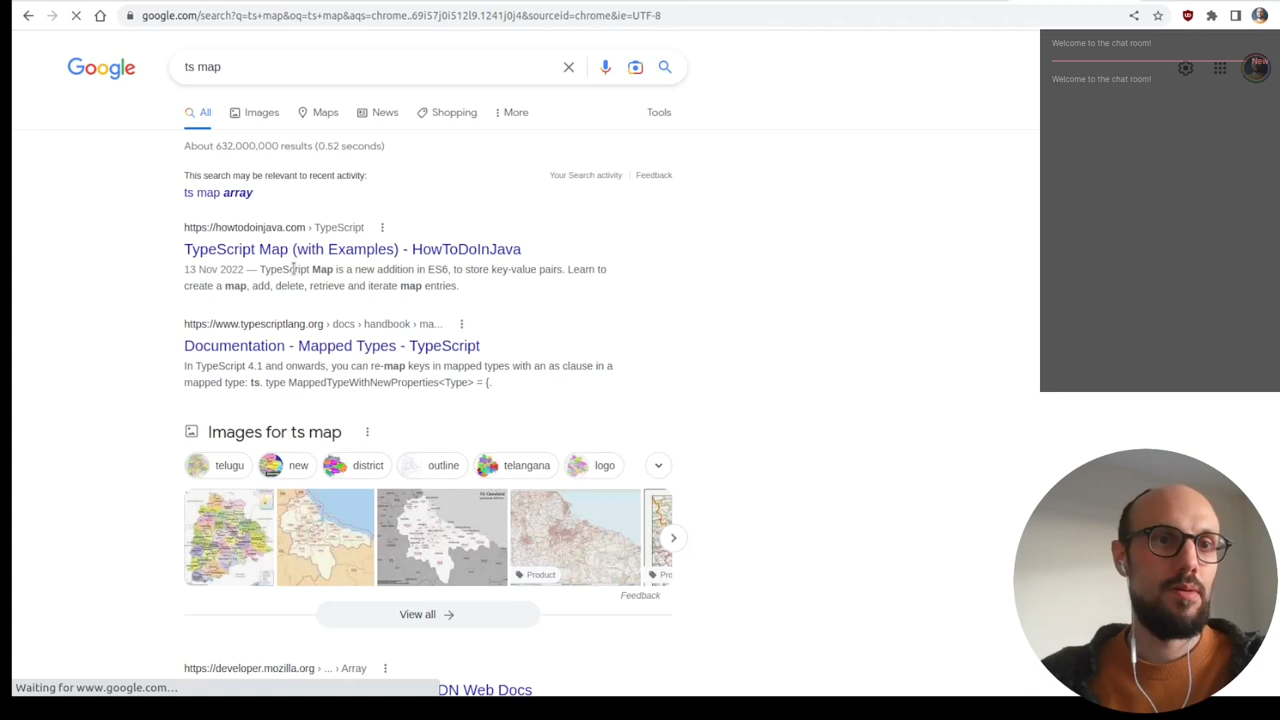 google.com/search?q=ts+map&oq=ts+map&aqs=chrome..69i57j0i512l9.1241j0j4&sourceid=chrome&ie=UTF-8
Welcome to the chat room!
New
Welcome to the chat room!
Google
ts map
All
Images
Maps
News
Shopping
More
Tools
About 632,000,000 results (0.52 seconds)
This search may be relevant to recent activity:
Your Search activity
Feedback
ts map array
https://howtodoinjava.com › TypeScript
TypeScript Map (with Examples) - HowToDoInJava
13 Nov 2022 — TypeScript Map is a new addition in ES6, to store key-value pairs. Learn to
create a map, add, delete, retrieve and iterate map entries.
https://www.typescriptlang.org › docs › handbook › ma...
Documentation - Mapped Types - TypeScript
In TypeScript 4.1 and onwards, you can re-map keys in mapped types with an as clause in a
mapped type: ts. type MappedTypeWithNewProperties<Type> = {.
Images for ts map
telugu
new
district
outline
telangana
logo
Product
Pro
Feedback
View all
https://developer.mozilla.org › ... › Array
DN Web Docs
Waiting for www.google.com...